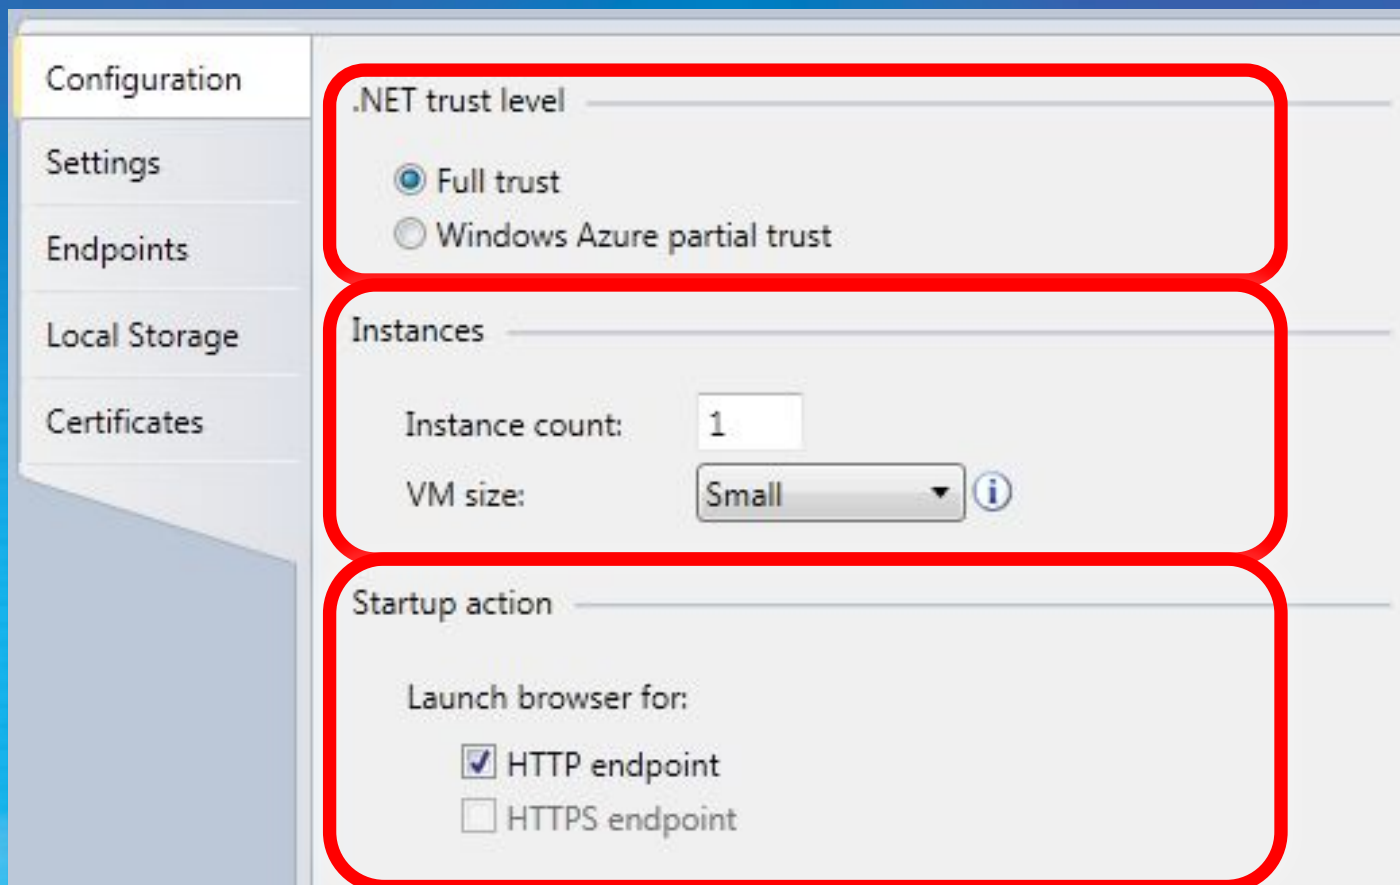 Configuration
Settings
Endpoints
Local Storage
Certificates
.NET trust level
Full trust
Windows Azure partial trust
Instances
Instance count: 1
VM size: Small
Startup action
Launch browser for:
HTTP endpoint
HTTPS endpoint